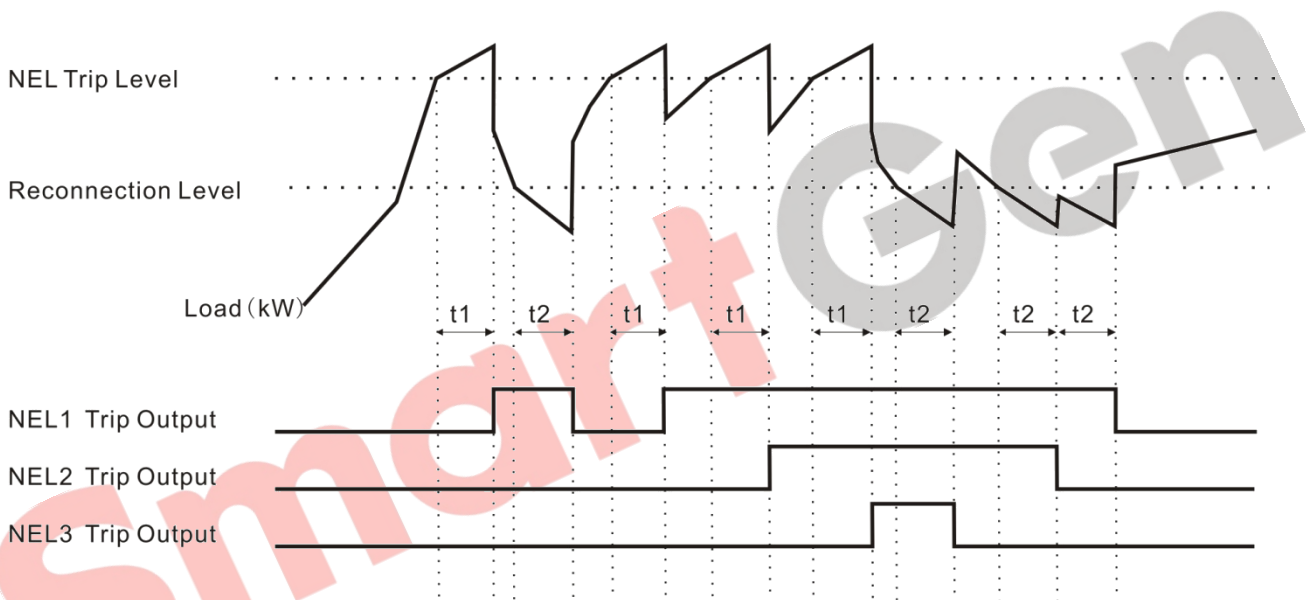 NEL Trip Level
Reconnection Level
Load(kW)
t1 t2 t1 t1 t1 t2 t2 t2
NEL1 Trip Output
NEL2 Trip Output
NEL3 Trip Output
SmartGen